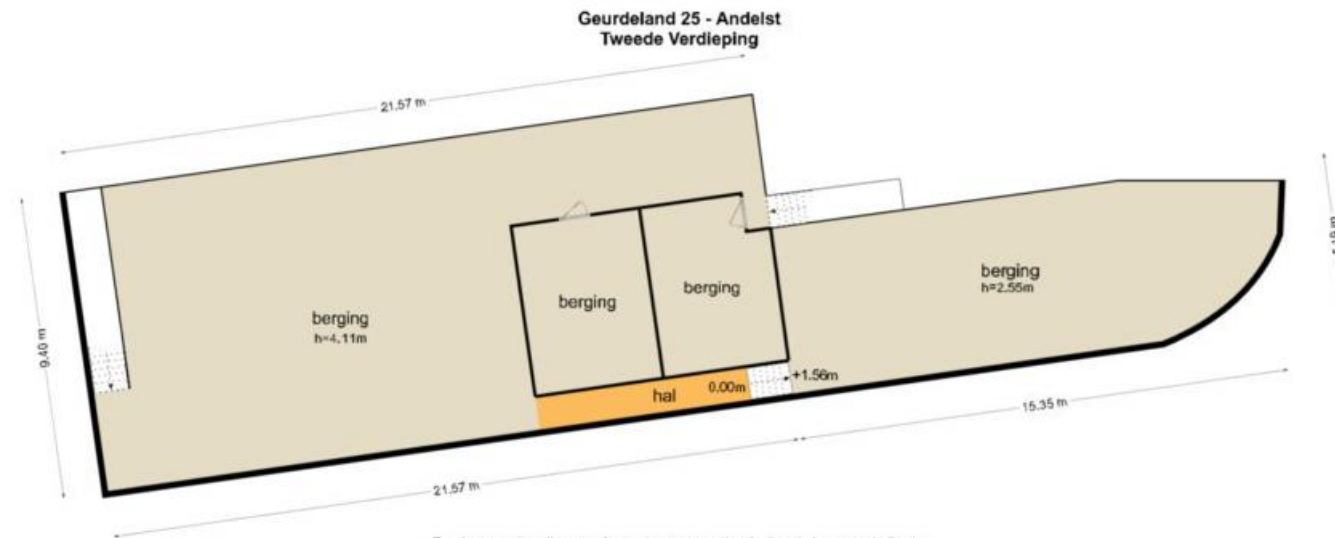 Geurdeland 25 - Andelst
Tweede Verdieping
21.57 m
9.40 m
berging
h=4.11m
berging
berging
berging
h=2.55m
hal
0.00m
+1.56m
15.35 m
21.57 m